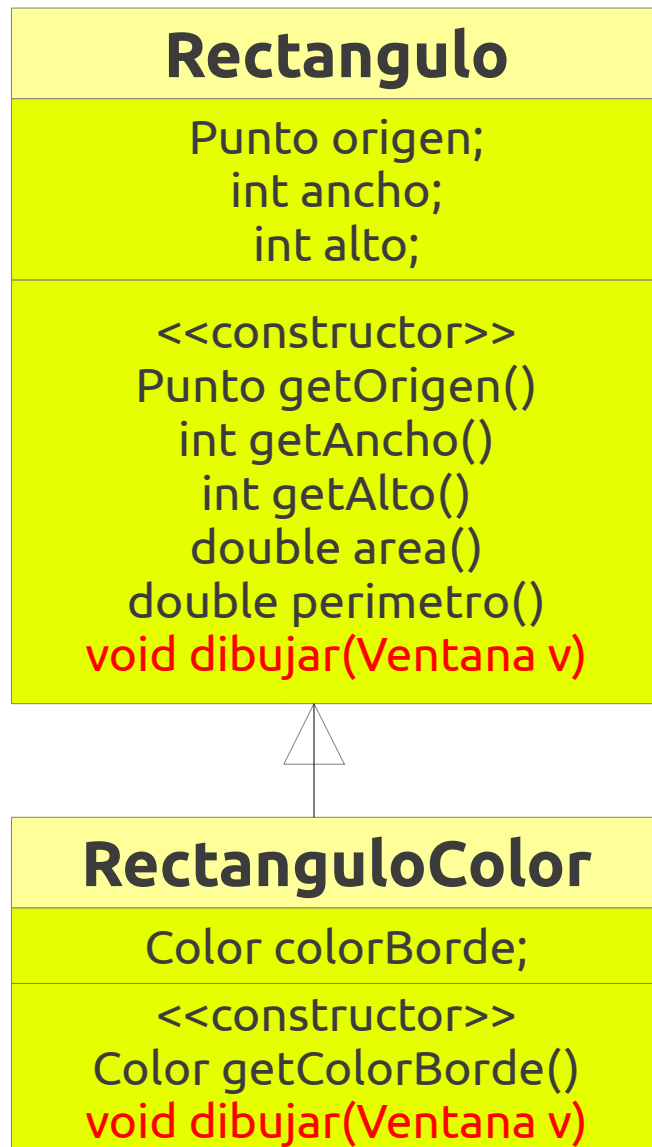 Rectangulo
Punto origen;
int ancho;
int alto;
<<constructor>>
Punto getOrigen()
int getAncho()
int getAlto()
double area()
double perimetro()
void dibujar(Ventana v)
RectanguloColor
Color colorBorde;
<<constructor>>
Color getColorBorde()
void dibujar(Ventana v)